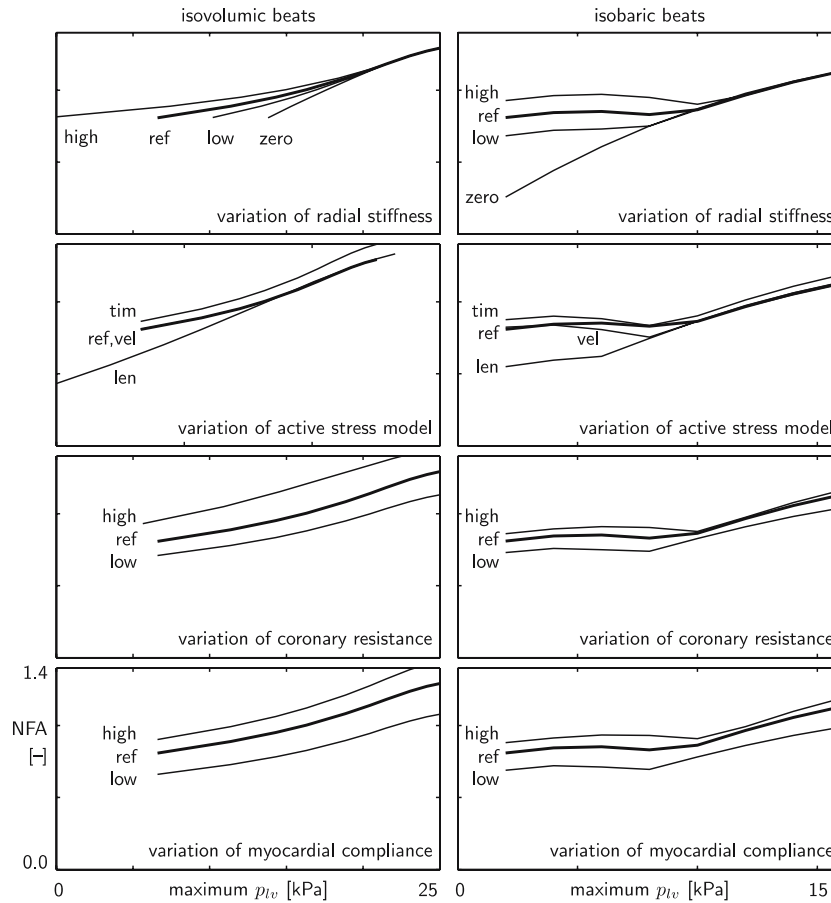 isovolumic beats
isobaric beats
high
ref
low
zero
variation of radial stiffness
high
ref
low
zero
variation of radial stiffness
tim
ref,vel
len
variation of active stress model
tim
ref
vel
len
variation of active stress model
high
ref
low
variation of coronary resistance
high
ref
low
variation of coronary resistance
1.4
NFA
[–]
0.0
high
ref
low
variation of myocardial compliance
high
ref
low
variation of myocardial compliance
0 maximum p_lv [kPa] 25
0 maximum p_lv [kPa] 15